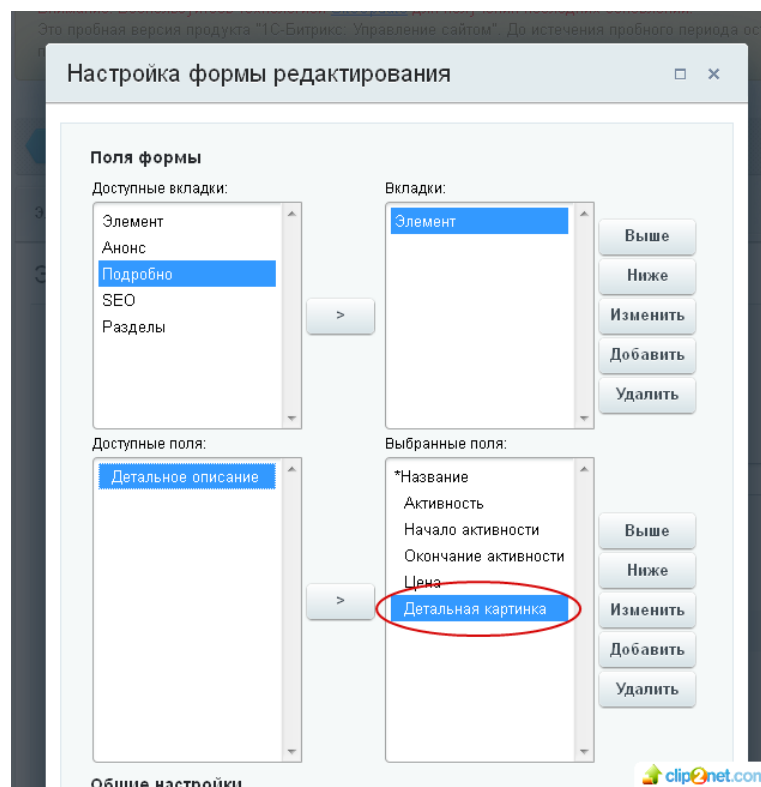 Это пробная версия продукта "1С-Битрикс: Управление сайтом". До истечения пробного периода
Настройка формы редактирования
Поля формы
Доступные вкладки:
Вкладки:
Элемент
Анонс
Подробно
SEO
Разделы
>
Элемент
Выше
Ниже
Изменить
Добавить
Удалить
Доступные поля:
Выбранные поля:
Детальное описание
>
*Название
Активность
Начало активности
Окончание активности
Цена
Детальная картинка
Выше
Ниже
Изменить
Добавить
Удалить
Общие настройки
clip2net.com